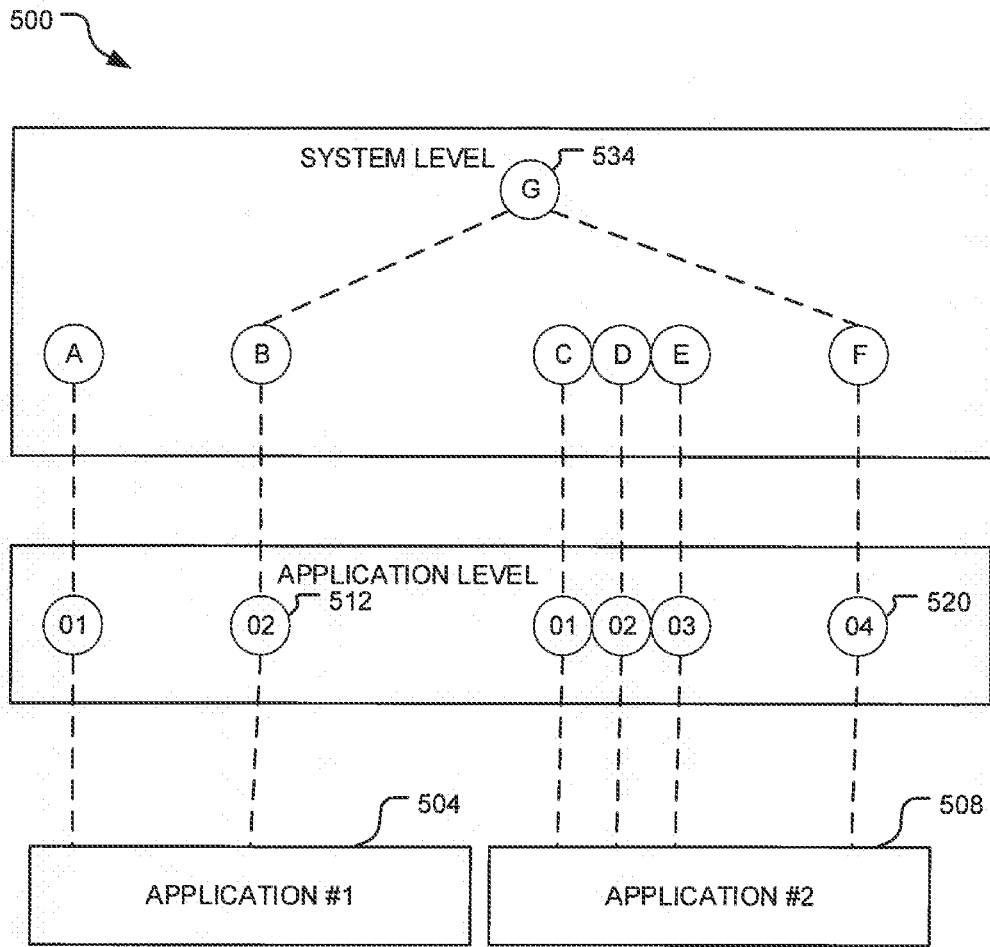 500
SYSTEM LEVEL
534
G
A
B
C
D
E
F
APPLICATION LEVEL
512
520
01
02
01
02
03
04
504
508
APPLICATION #1
APPLICATION #2